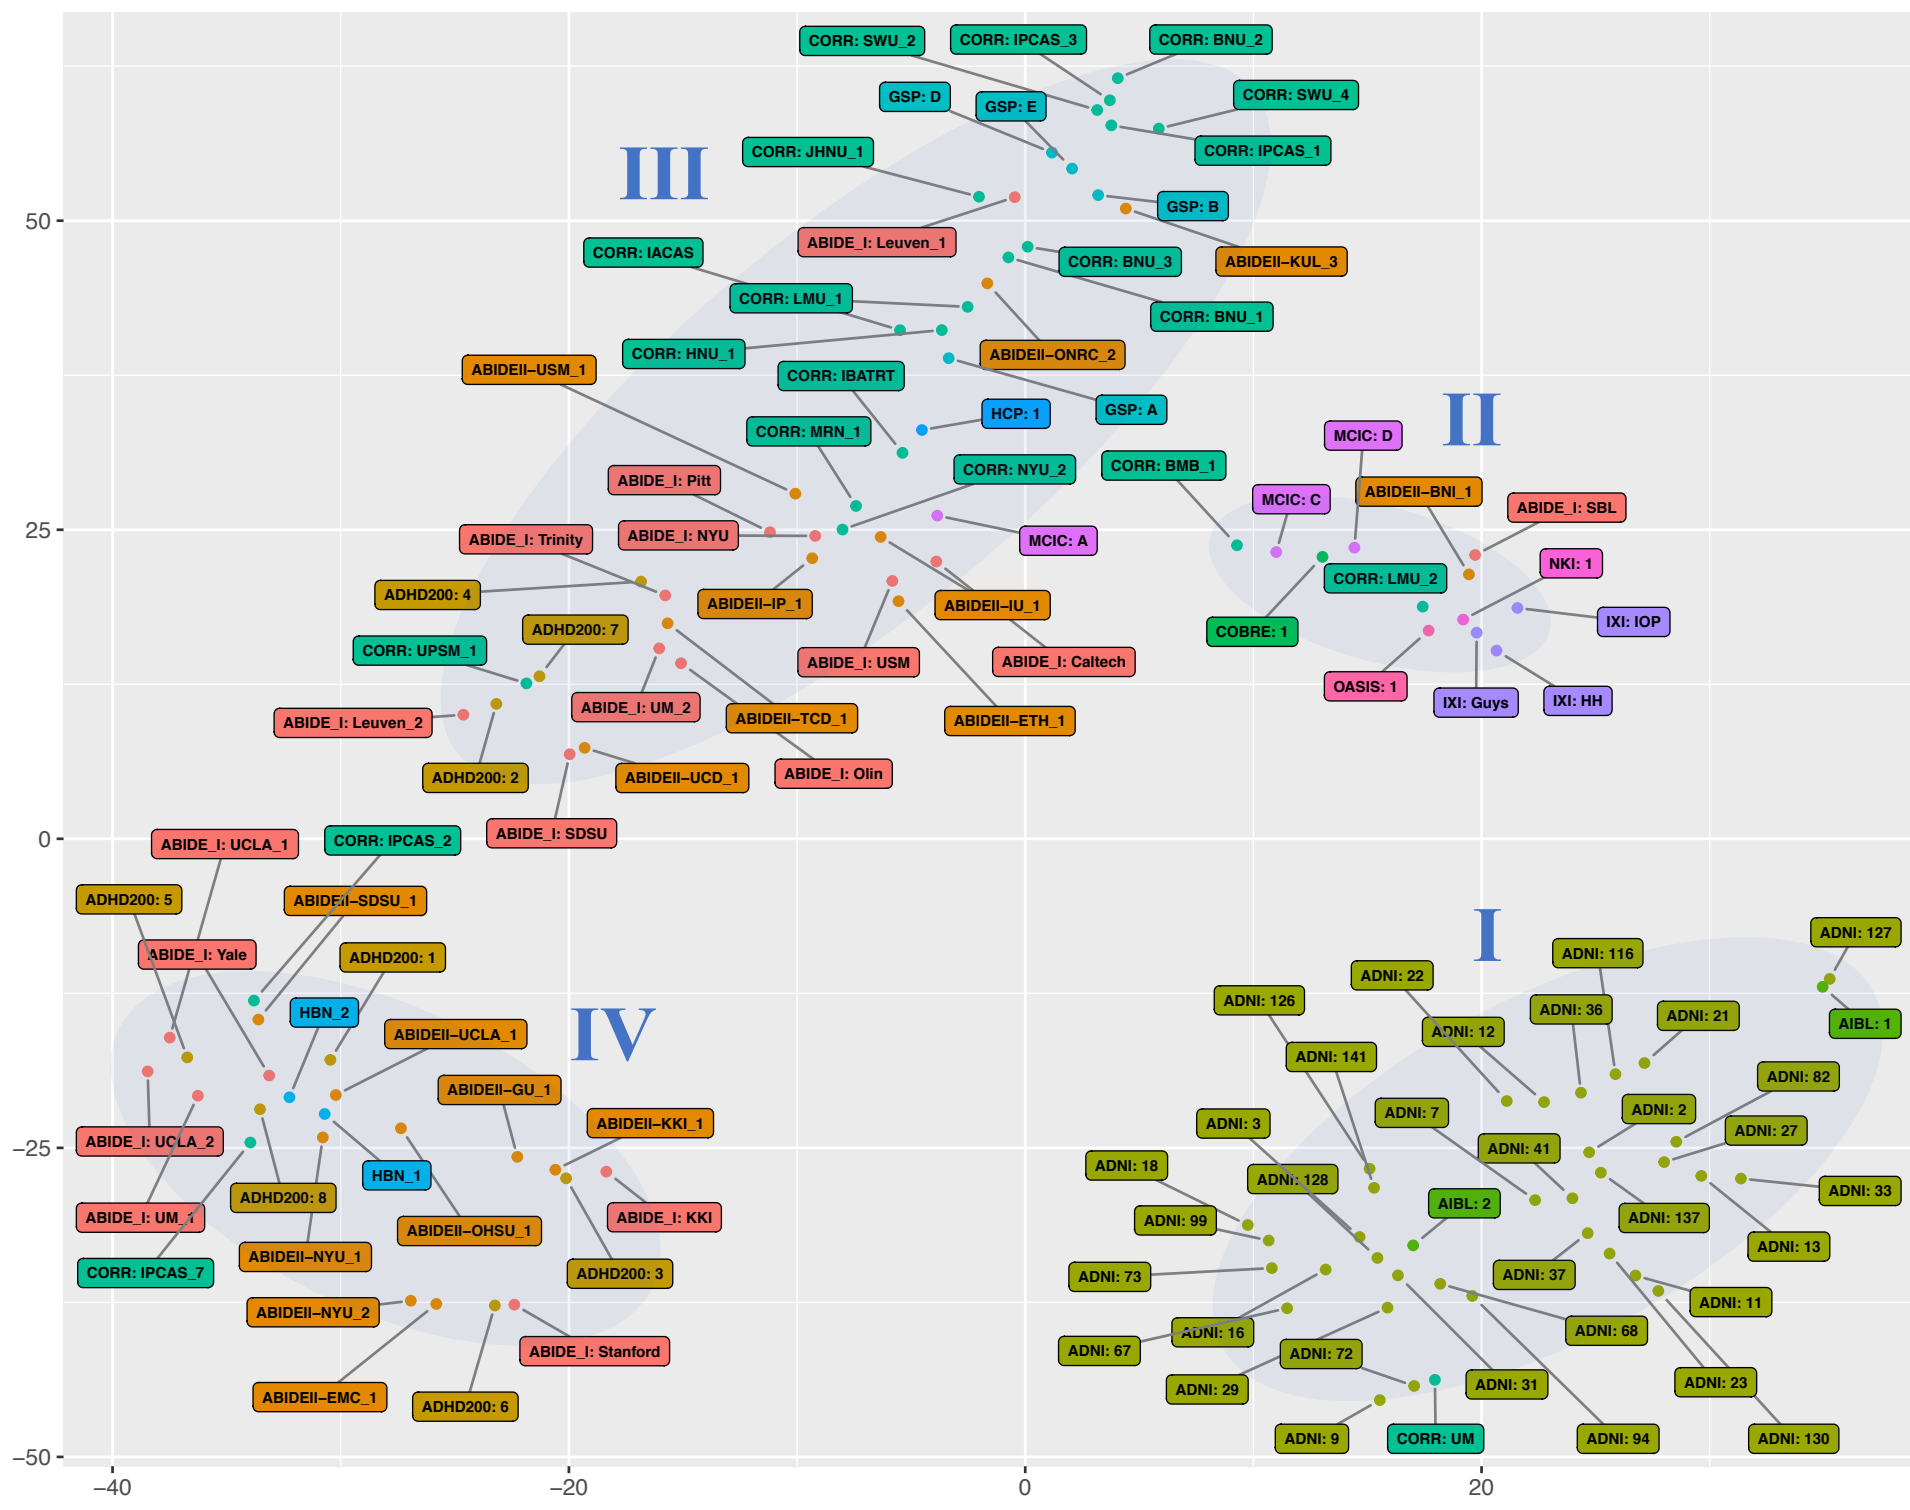 CORR: SWU_2
CORR: IPCAS_3
CORR: BNU_2
GSP: D
GSP: E
CORR: SWU_4
CORR: JHNU_1
CORR: IPCAS_1
III
GSP: B
50
ABIDE_I: Leuven_1
CORR: IACAS
CORR: BNU_3
ABIDEII–KUL_3
CORR: LMU_1
CORR: BNU_1
CORR: HNU_1
ABIDEII–ONRC_2
ABIDEII–USM_1
CORR: IBATRT
HCP: 1
GSP: A
II
CORR: MRN_1
MCIC: D
CORR: NYU_2
CORR: BMB_1
ABIDE_I: Pitt
MCIC: C
ABIDEII–BNI_1
ABIDE_I: SBL
25
ABIDE_I: Trinity
ABIDE_I: NYU
MCIC: A
NKI: 1
CORR: LMU_2
ADHD200: 4
ABIDEII–IP_1
ABIDEII–IU_1
ADHD200: 7
COBRE: 1
IXI: IOP
CORR: UPSM_1
ABIDE_I: USM
ABIDE_I: Caltech
OASIS: 1
ABIDE_I: UM_2
IXI: Guys
IXI: HH
ABIDE_I: Leuven_2
ABIDEII–TCD_1
ABIDEII–ETH_1
ADHD200: 2
ABIDEII–UCD_1
ABIDE_I: Olin
0
ABIDE_I: SDSU
ABIDE_I: UCLA_1
CORR: IPCAS_2
ADHD200: 5
ABIDEII–SDSU_1
I
ADNI: 127
ABIDE_I: Yale
ADHD200: 1
ADNI: 116
ADNI: 22
ADNI: 126
HBN_2
IV
ADNI: 36
ADNI: 21
AIBL: 1
ABIDEII–UCLA_1
ADNI: 12
ADNI: 141
ADNI: 82
ABIDEII–GU_1
ADNI: 7
ADNI: 2
ABIDE_I: UCLA_2
ABIDEII–KKI_1
ADNI: 3
ADNI: 27
–25
ADNI: 41
ADNI: 18
HBN_1
ADNI: 128
ADNI: 33
ADHD200: 8
AIBL: 2
ABIDE_I: UM_1
ABIDEII–OHSU_1
ABIDE_I: KKI
ADNI: 99
ADNI: 137
ABIDEII–NYU_1
ADNI: 13
CORR: IPCAS_7
ADHD200: 3
ADNI: 73
ADNI: 37
ABIDEII–NYU_2
ADNI: 11
ADNI: 16
ADNI: 68
ABIDE_I: Stanford
ADNI: 67
ADNI: 72
ABIDEII–EMC_1
ADHD200: 6
ADNI: 29
ADNI: 31
ADNI: 23
ADNI: 9
CORR: UM
ADNI: 94
ADNI: 130
–50
–40
–20
0
20